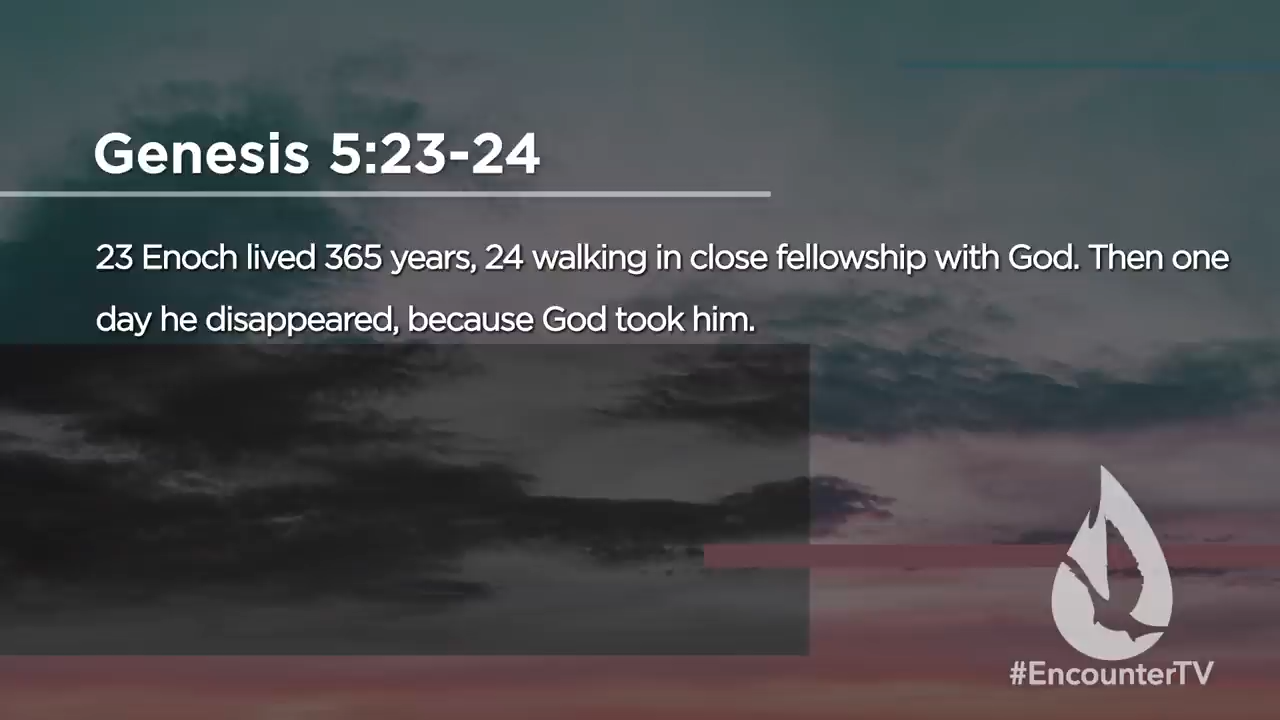 Genesis 5:23-24
23 Enoch lived 365 years, 24 walking in close fellowship with God. Then one
day he disappeared, because God took him.
#EncounterTV